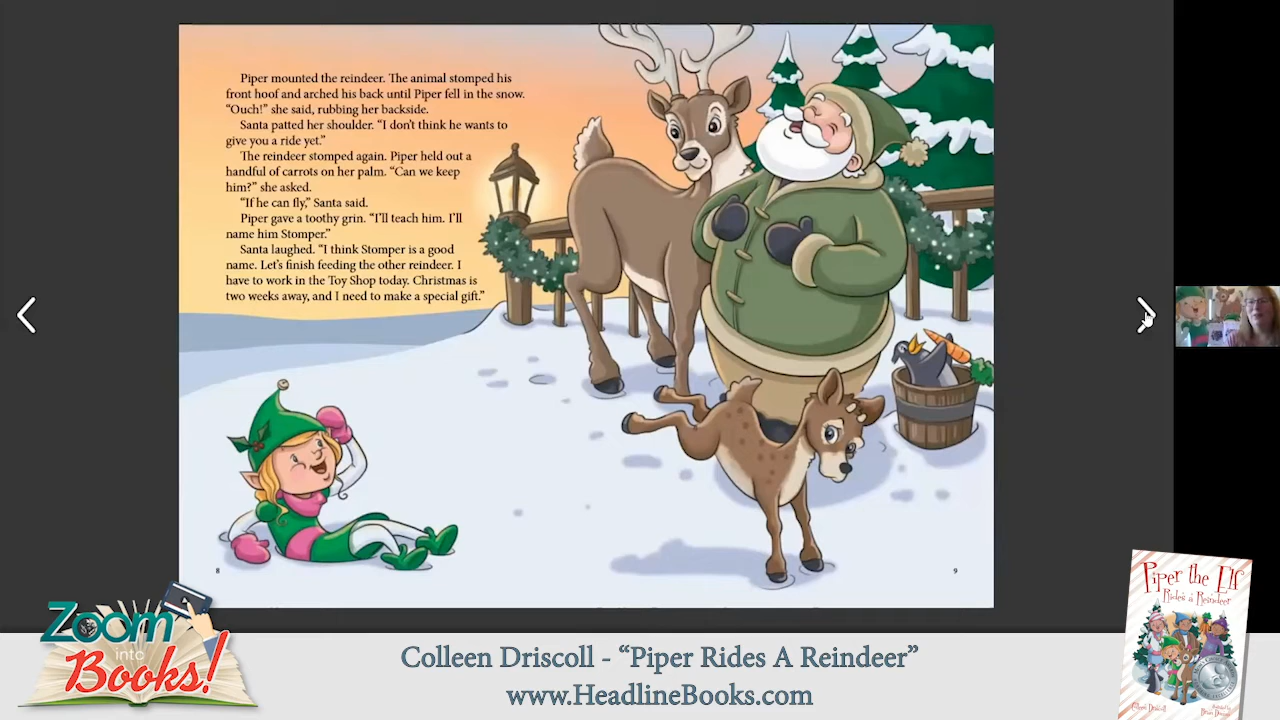 Piper mounted the reindeer. The animal stomped his
front hoof and arched his back until Piper fell in the snow.
“Ouch!” she said, rubbing her backside.
Santa patted her shoulder. “I don’t think he wants to
give you a ride yet.”
The reindeer stomped again. Piper held out a
handful of carrots on her palm. “Can we keep
him?” she asked.
“If he can fly,” Santa said.
Piper gave a toothy grin. “I’ll teach him. I’ll
name him Stomper.”
Santa laughed. “I think Stomper is a good
name. Let’s finish feeding the other reindeer. I
have to work in the Toy Shop today. Christmas is
two weeks away, and I need to make a special gift.”
8
9
Zoom
into
Books!
Colleen Driscoll - “Piper Rides A Reindeer”
www.HeadlineBooks.com
Piper the Elf
Rides a Reindeer
Colleen Driscoll